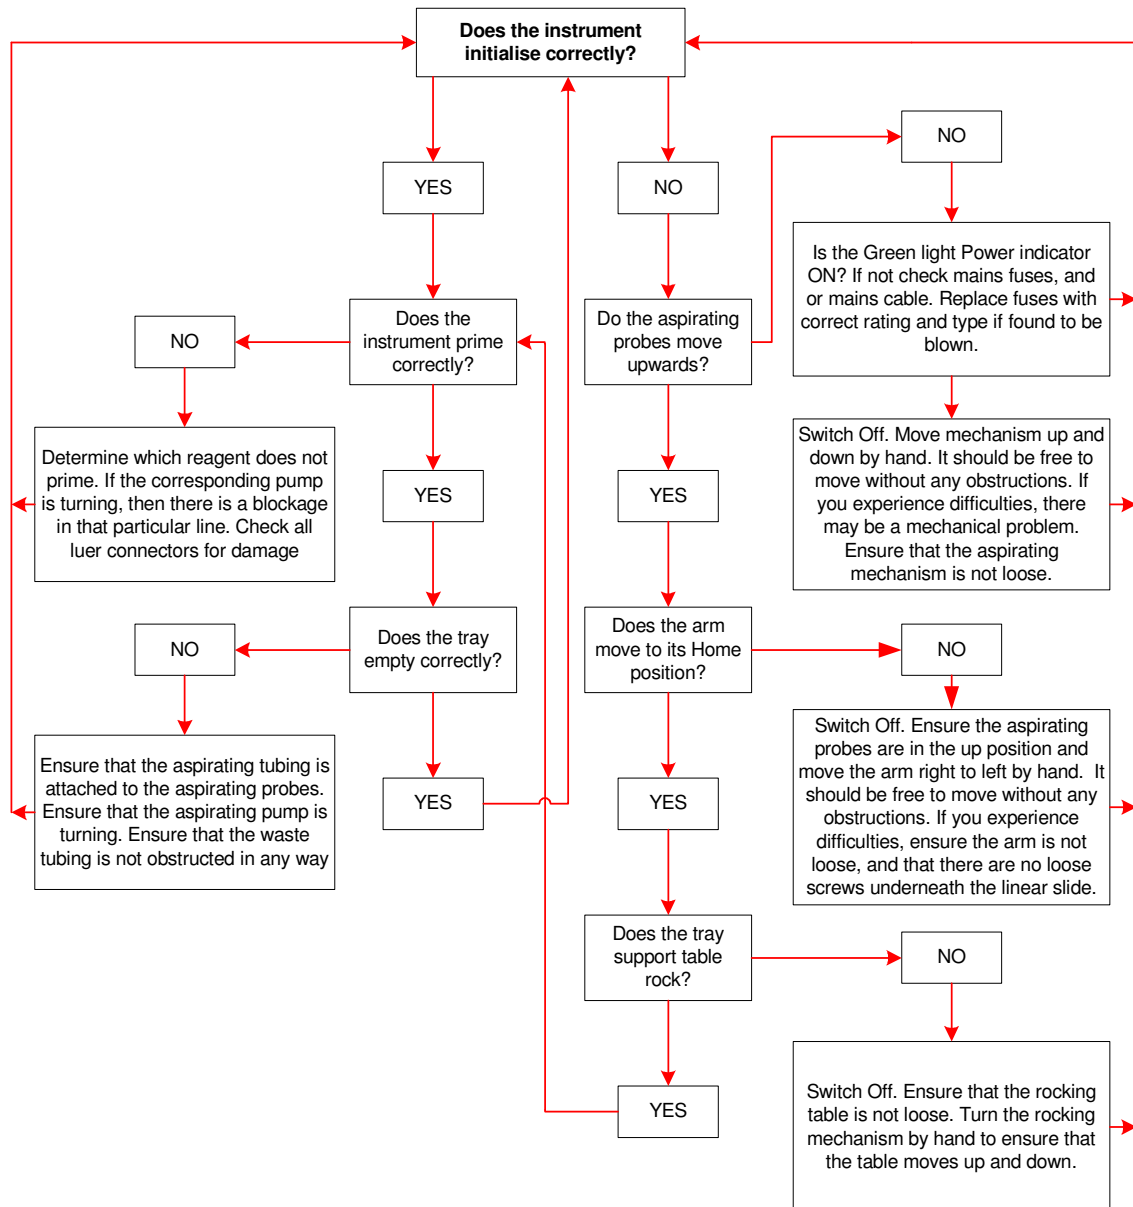 Does the instrument
initialise correctly?
NO
YES
NO
Is the Green light Power indicator
ON? If not check mains fuses, and
or mains cable. Replace fuses with
correct rating and type if found to be
blown.
Does the
instrument prime
correctly?
Do the aspirating
probes move
upwards?
NO
Switch Off. Move mechanism up and
down by hand. It should be free to
move without any obstructions. If
you experience difficulties, there
may be a mechanical problem.
Ensure that the aspirating
mechanism is not loose.
Determine which reagent does not
prime. If the corresponding pump
is turning, then there is a blockage
in that particular line. Check all
luer connectors for damage
YES
YES
NO
Does the tray
empty correctly?
Does the arm
move to its Home
position?
NO
Ensure that the aspirating tubing is
attached to the aspirating probes.
Ensure that the aspirating pump is
turning. Ensure that the waste
tubing is not obstructed in any way
YES
YES
Switch Off. Ensure the aspirating
probes are in the up position and
move the arm right to left by hand.  It
should be free to move without any
obstructions. If you experience
difficulties, ensure the arm is not
loose, and that there are no loose
screws underneath the linear slide.
Does the tray
support table
rock?
NO
YES
Switch Off. Ensure that the rocking
table is not loose. Turn the rocking
mechanism by hand to ensure that
the table moves up and down.